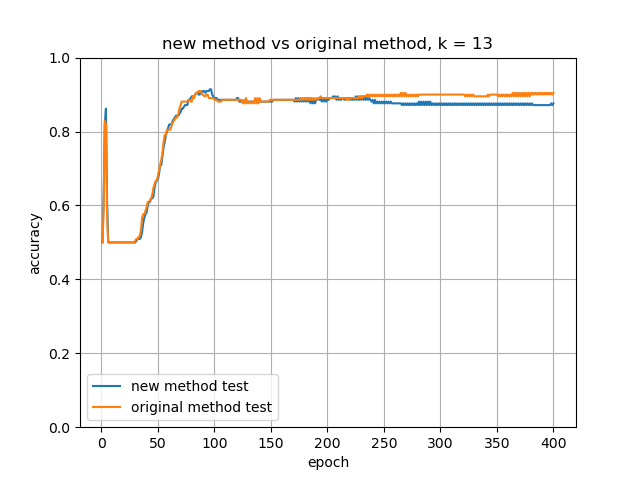 new method vs original method, k = 13
1.0
0.8
0.6
0.4
0.2
0.0
accuracy
new method test
original method test
0 50 100 150 200 250 300 350 400
epoch